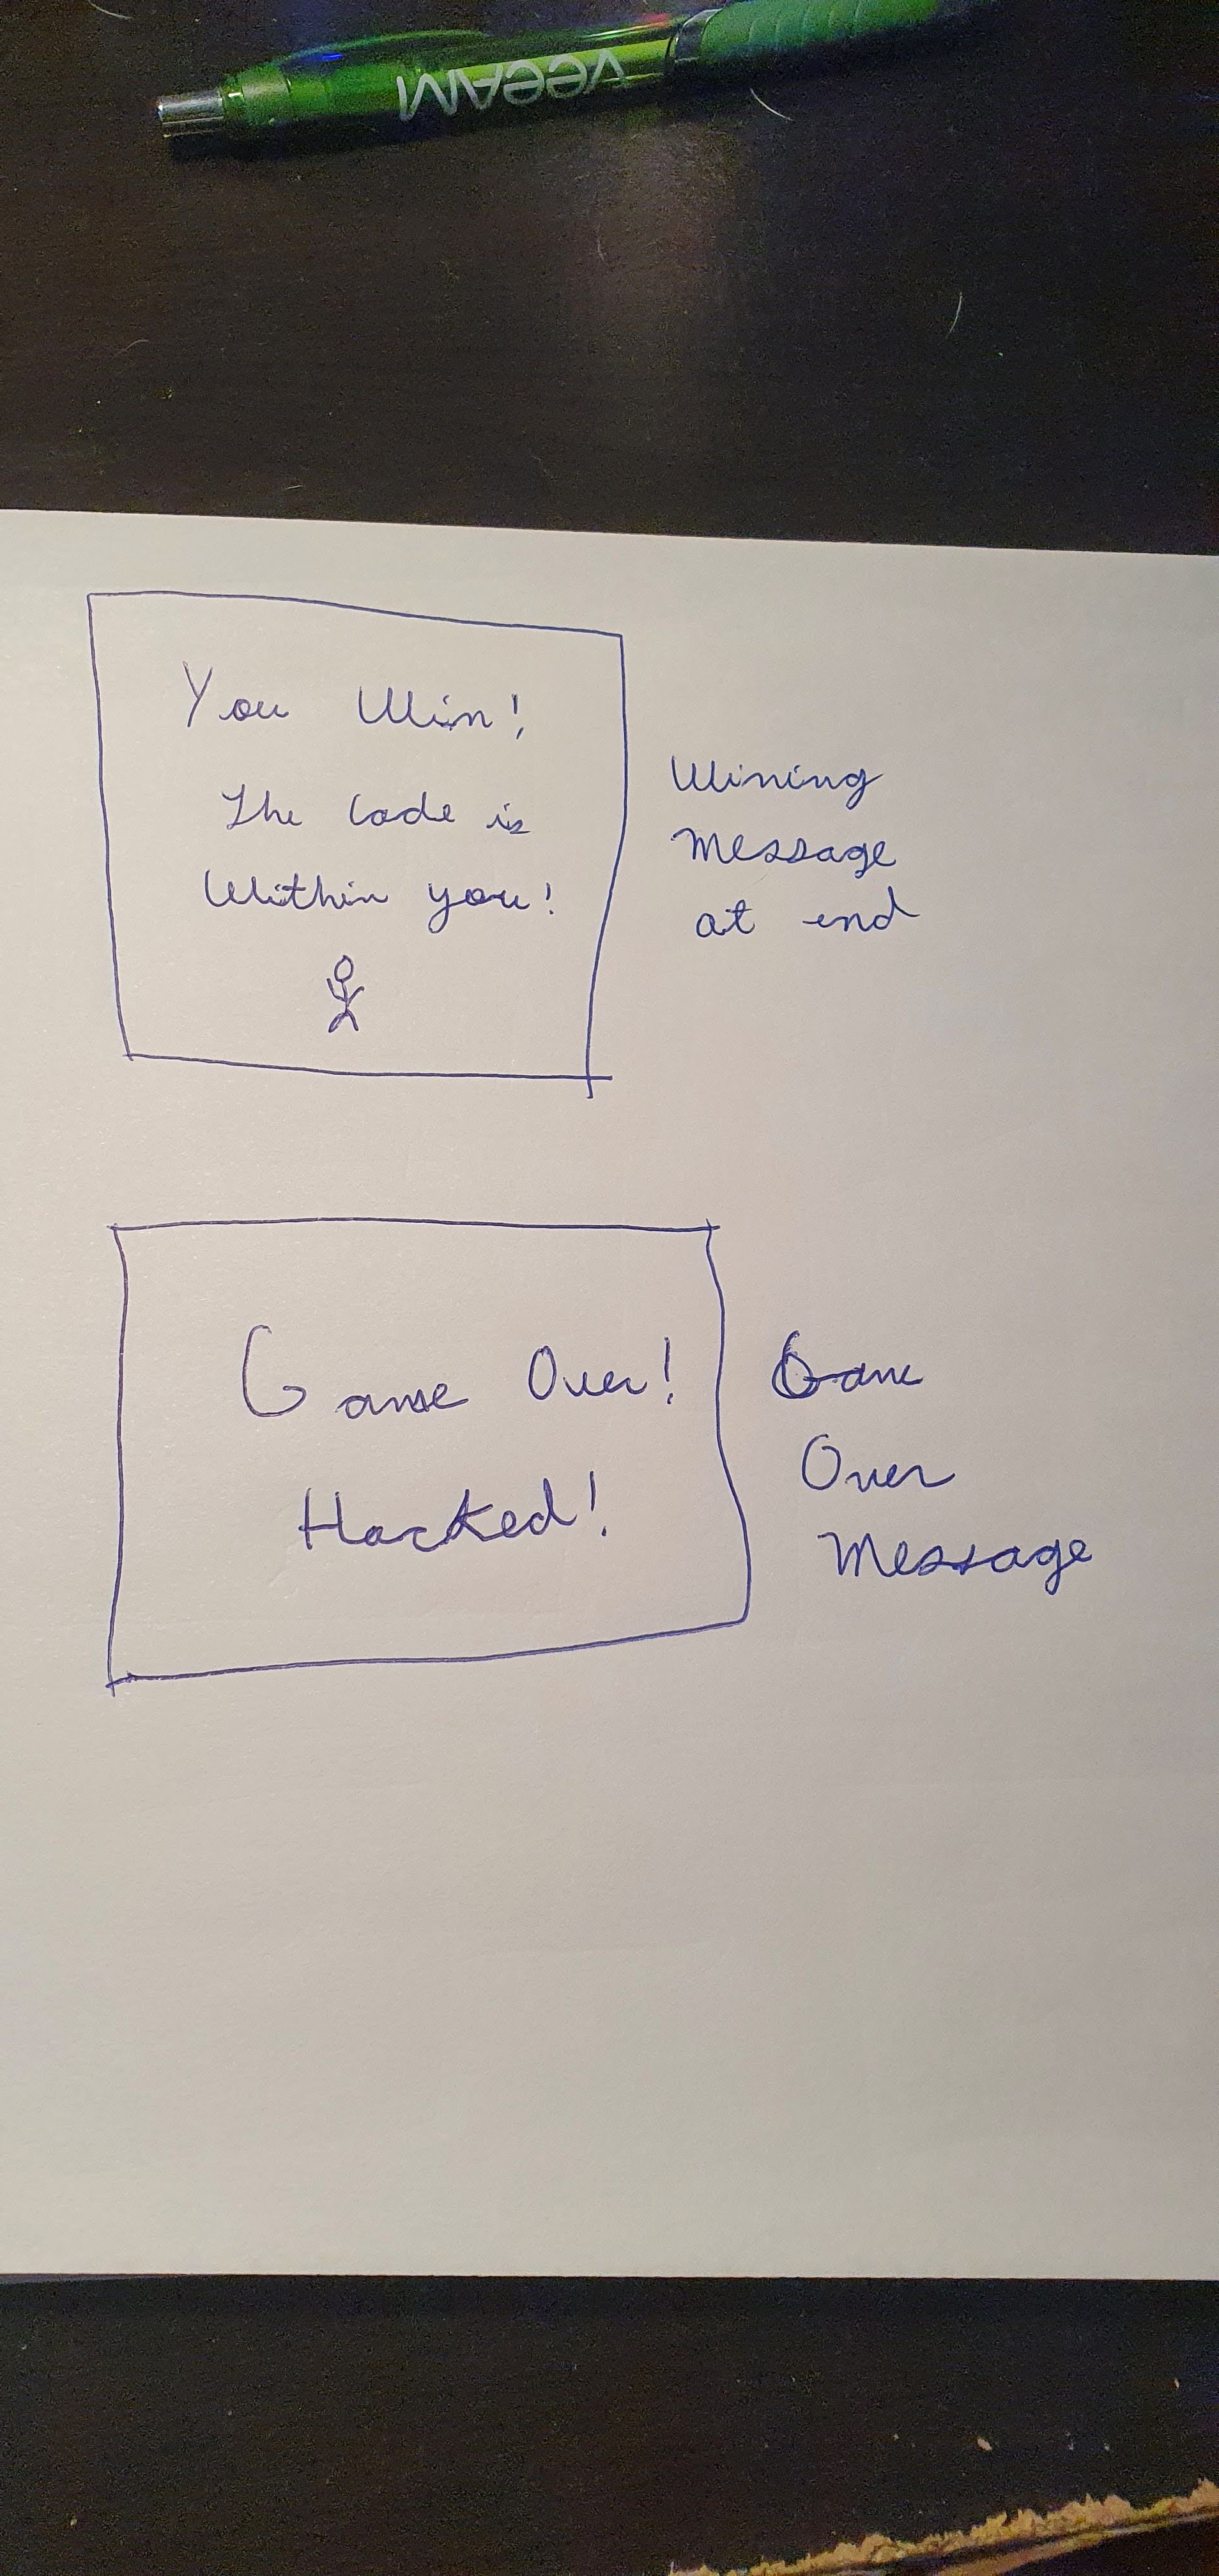 veeAM
You Win!
The Code is
Within you!
Wining
Message
at end
Game Over!
Hacked!
Game
Over
Message